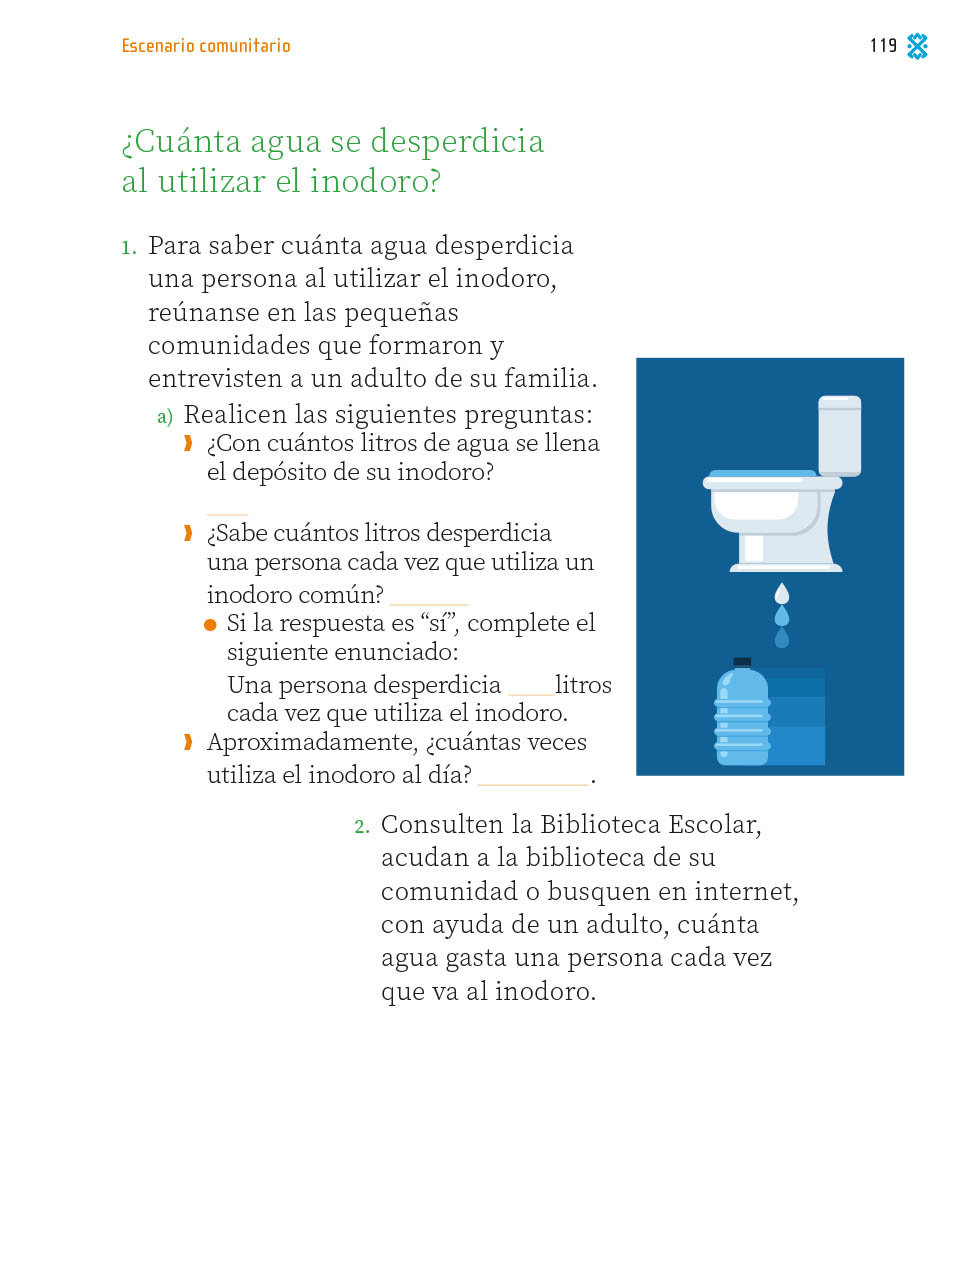 Escenario comunitario
119
¿Cuánta agua se desperdicia
al utilizar el inodoro?
1. Para saber cuánta agua desperdicia
una persona al utilizar el inodoro,
reúnanse en las pequeñas
comunidades que formaron y
entrevisten a un adulto de su familia.
a) Realicen las siguientes preguntas:
¿Con cuántos litros de agua se llena
el depósito de su inodoro?
____
¿Sabe cuántos litros desperdicia
una persona cada vez que utiliza un
inodoro común? _______
Si la respuesta es “sí”, complete el
siguiente enunciado:
Una persona desperdicia ____litros
cada vez que utiliza el inodoro.
Aproximadamente, ¿cuántas veces
utiliza el inodoro al día? __________.
2. Consulten la Biblioteca Escolar,
acudan a la biblioteca de su
comunidad o busquen en internet,
con ayuda de un adulto, cuánta
agua gasta una persona cada vez
que va al inodoro.